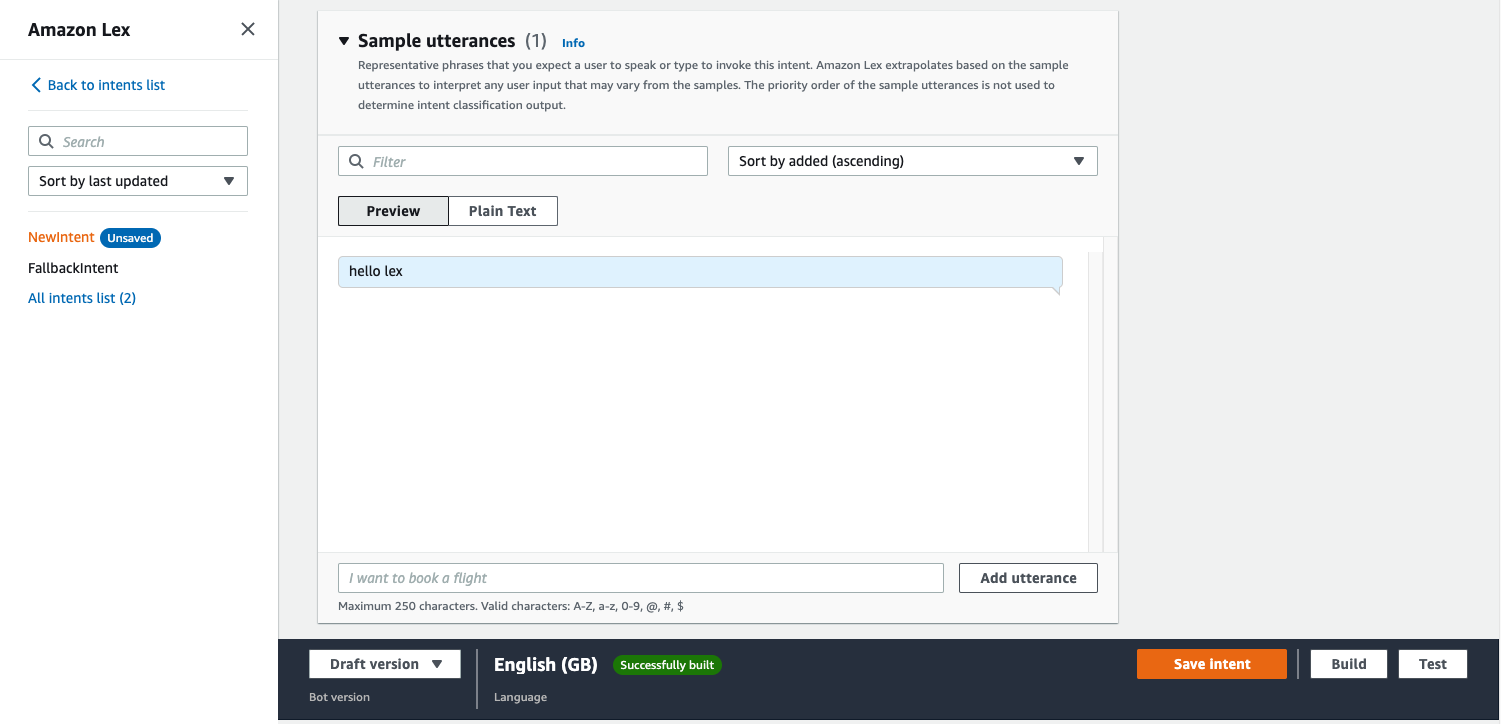 Amazon Lex
Back to intents list
Search
Sort by last updated
NewIntent Unsaved
FallbackIntent
All intents list (2)
Sample utterances (1) Info
Representative phrases that you expect a user to speak or type to invoke this intent. Amazon Lex extrapolates based on the sample
utterances to interpret any user input that may vary from the samples. The priority order of the sample utterances is not used to
determine intent classification output.
Filter
Sort by added (ascending)
Preview Plain Text
hello lex
I want to book a flight
Add utterance
Maximum 250 characters. Valid characters: A-Z, a-z, 0-9, @, #, $
Draft version
Bot version
English (GB) Successfully built
Language
Save intent Build Test